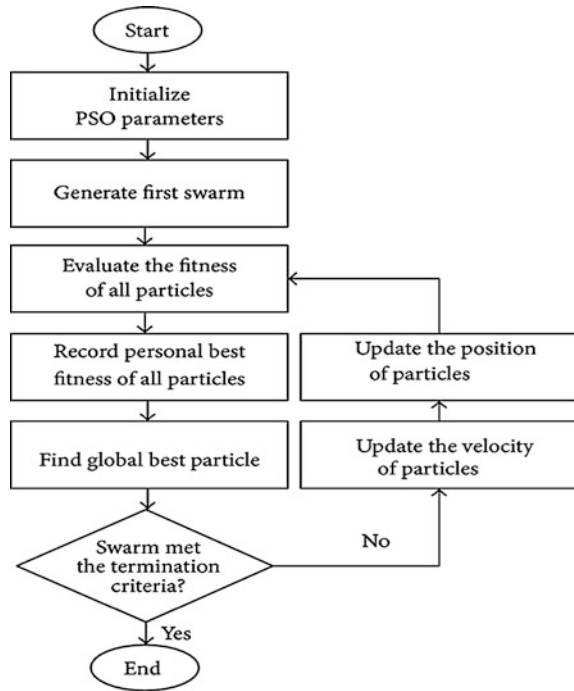 Start
Initialize
PSO parameters
Generate first swarm
Evaluate the fitness
of all particles
Record personal best
fitness of all particles
Find global best particle
Swarm met
the termination
criteria?
No
Update the velocity
of particles
Update the position
of particles
Yes
End